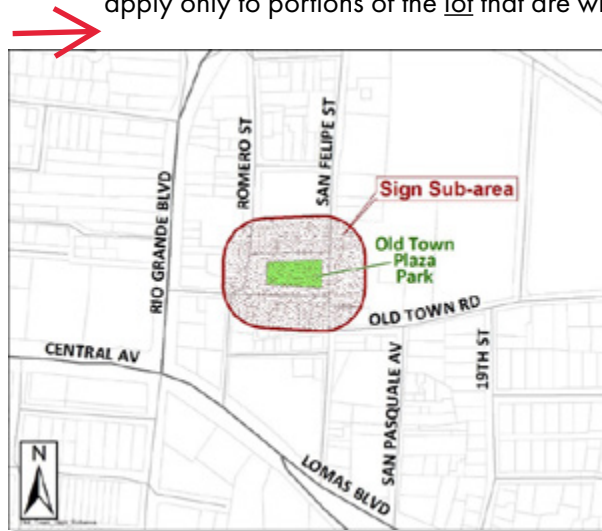 apply only to portions of the lot that are wi
ROMERO ST
SAN FELIPE ST
RIO GRANDE BLVD
Sign Sub-area
Old Town
Plaza
Park
OLD TOWN RD
CENTRAL AV
SAN PASQUALE AV
19TH ST
LOMAS BLVD
N